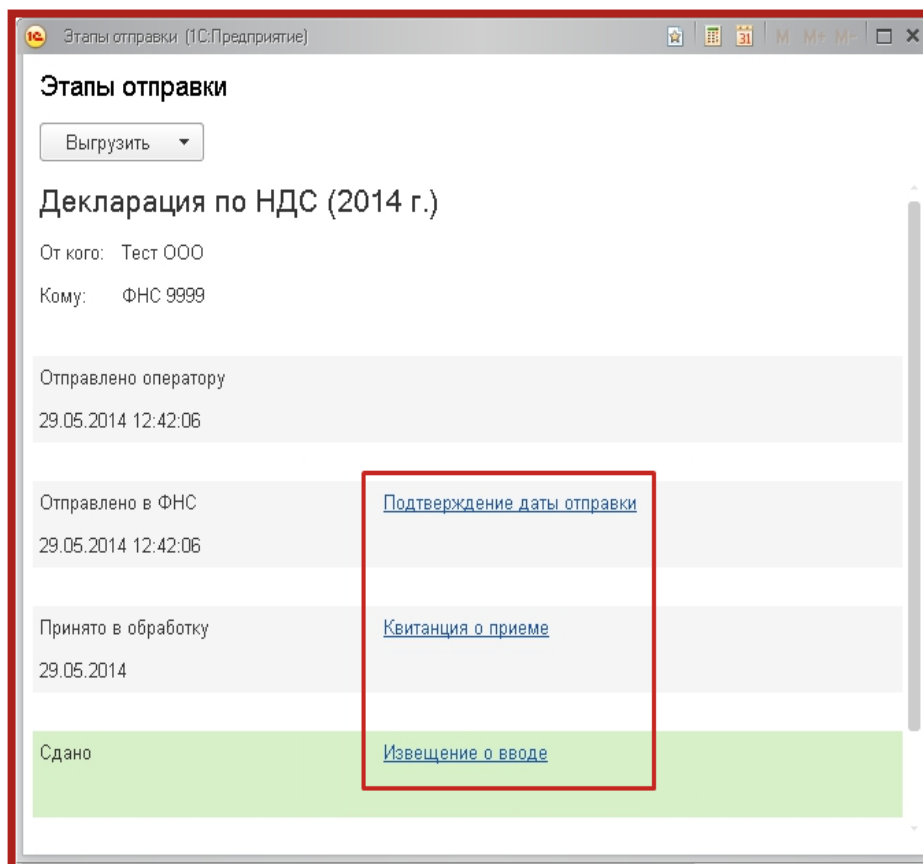 Этапы отправки (1С:Предприятие)
31 M M+ M-
Этапы отправки
Выгрузить
Декларация по НДС (2014 г.)
От кого: Тест ООО
Кому: ФНС 9999
Отправлено оператору
29.05.2014 12:42:06
Отправлено в ФНС Подтверждение даты отправки
29.05.2014 12:42:06
Принято в обработку Квитанция о приеме
29.05.2014
Сдано Извещение о вводе